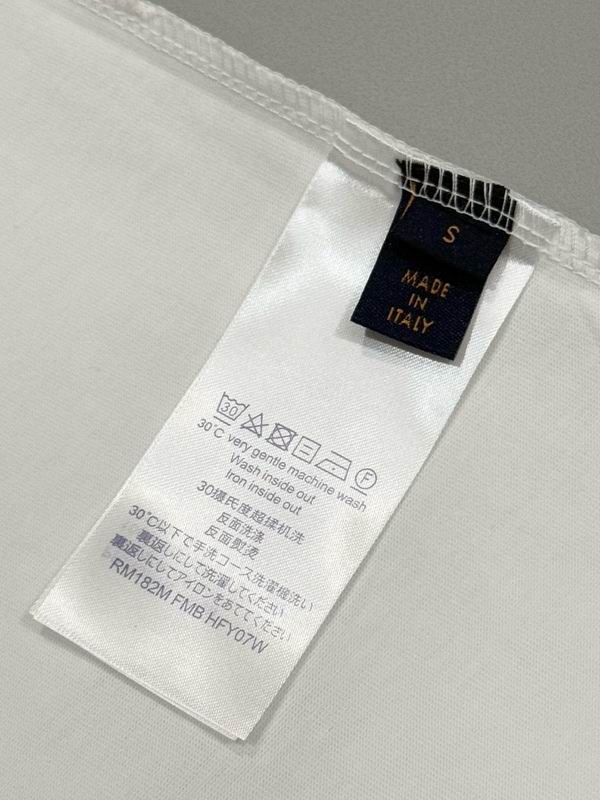 S
MADE
IN
ITALY
30
F
30°C very gentle machine wash
Wash inside out
Iron inside out
30摄氏度超揉机洗
反面洗涤
反面熨烫
30℃以下で手洗コース洗濯機洗い
裏返しにして洗濯してください
裏返しにしてアイロンをあててください
RM182M FMB HFY07W